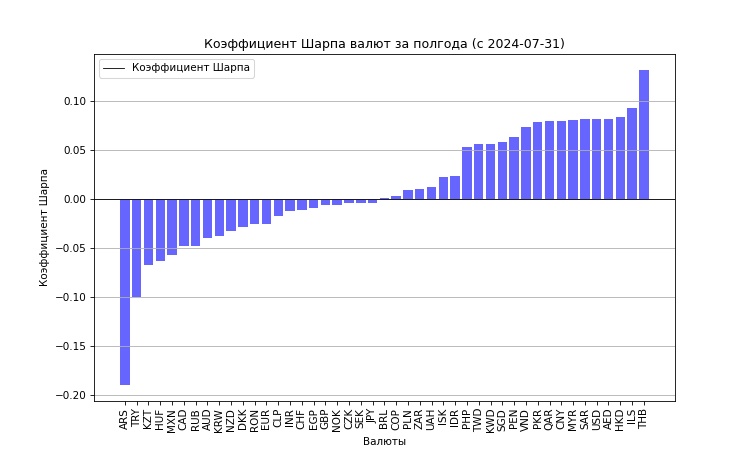 Коэффициент Шарпа валют за полгода (с 2024-07-31)
Коэффициент Шарпа
0.10
0.05
0.00
−0.05
−0.10
−0.15
−0.20
Коэффициент Шарпа
ARS TRY KZT HUF MXN CAD RUB AUD KRW NZD DKK RON EUR CLP INR CHF EGP GBP NOK CZK SEK JPY BRL COP PLN ZAR UAH ISK IDR PHP TWD KWD SGD PEN VND PKR QAR CNY MYR SAR USD AED HKD ILS THB
Валюты